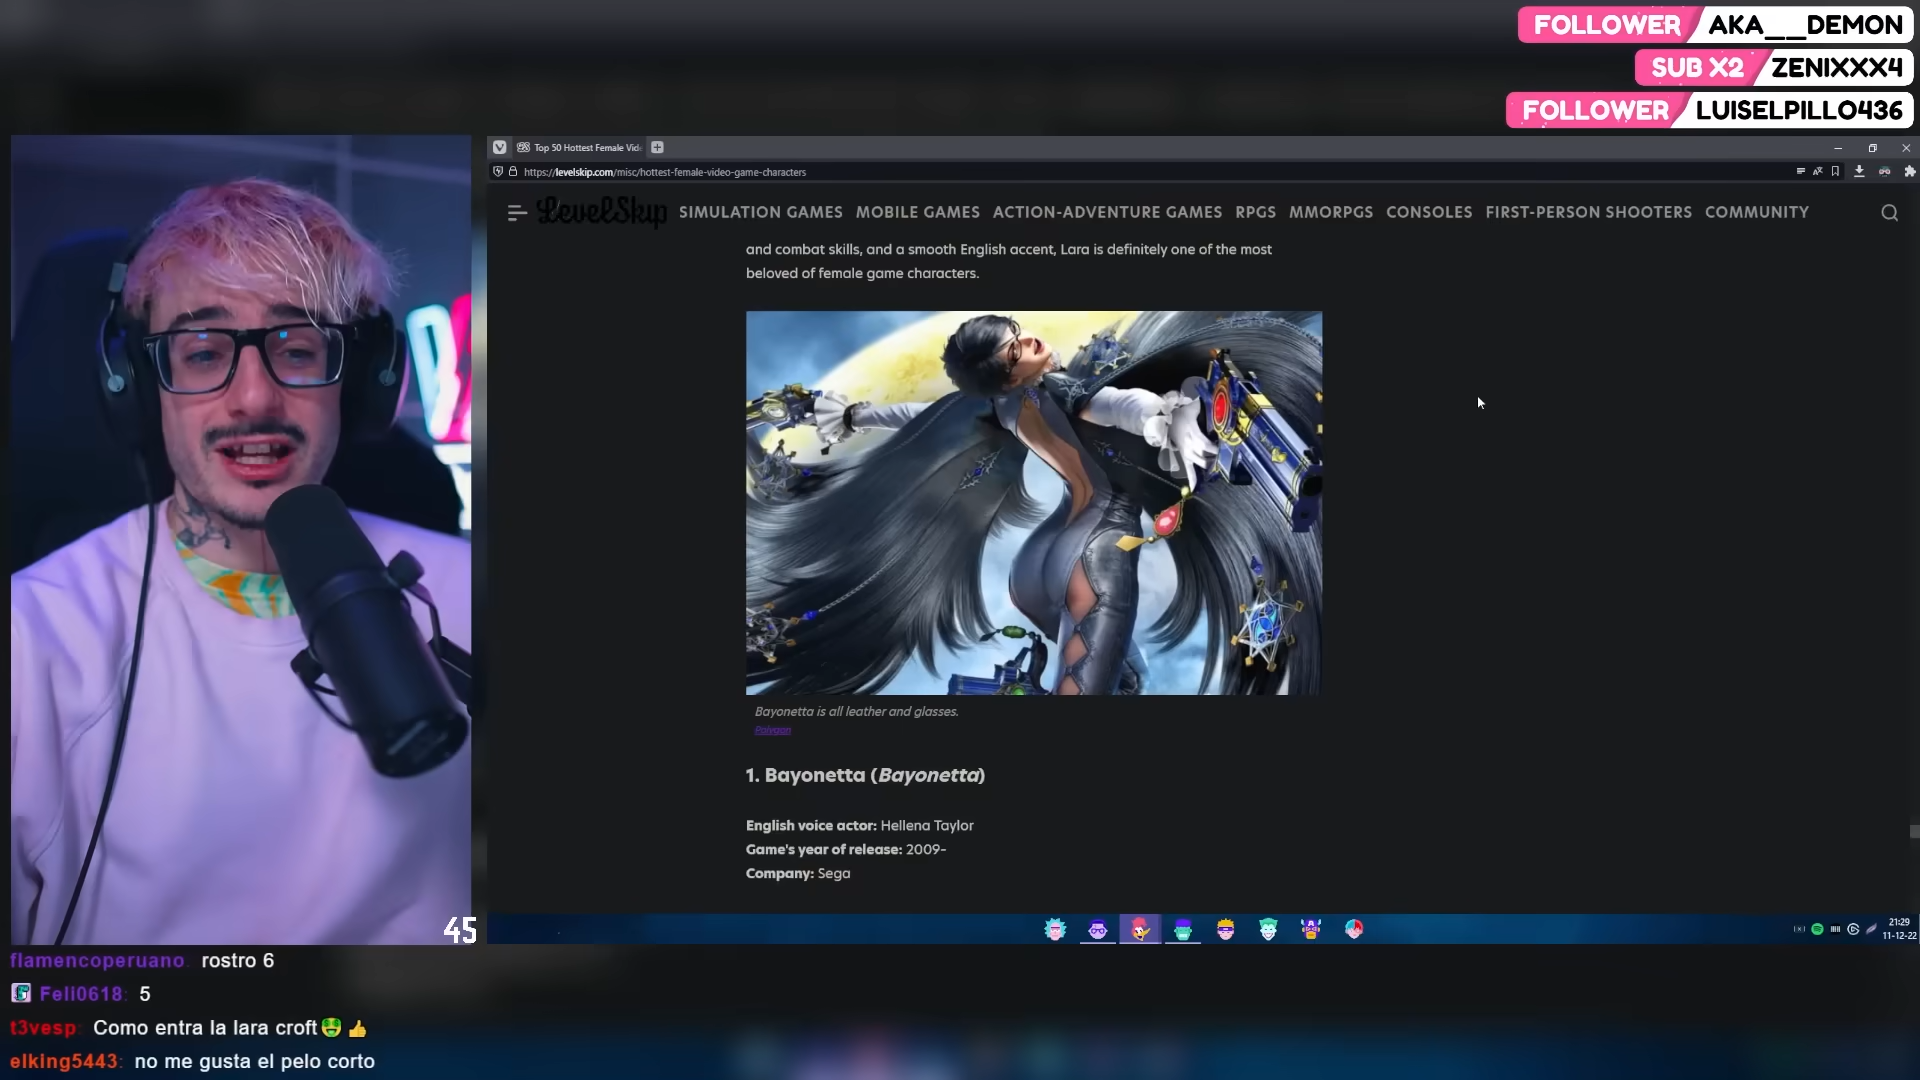 FOLLOWER AKA__DEMON
SUB X2 ZENIXXX4
FOLLOWER LUISELPILLO436
Top 50 Hottest Female Vid
https://levelskip.com/misc/hottest-female-video-game-characters
LevelSkip SIMULATION GAMES MOBILE GAMES ACTION-ADVENTURE GAMES RPGS MMORPGS CONSOLES FIRST-PERSON SHOOTERS COMMUNITY
and combat skills, and a smooth English accent, Lara is definitely one of the most
beloved of female game characters.
Bayonetta is all leather and glasses.
Polygon
1. Bayonetta (Bayonetta)
English voice actor: Hellena Taylor
Game's year of release: 2009-
Company: Sega
45
21:29
11-12-22
flamencoperuano: rostro 6
Feli0618: 5
t3vesp: Como entra la lara croft🤑👍
elking5443: no me gusta el pelo corto